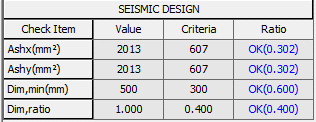 SEISMIC DESIGN
Check Item Value Criteria Ratio
Ashx(mm²) 2013 607 OK(0.302)
Ashy(mm²) 2013 607 OK(0.302)
Dim,min(mm) 500 300 OK(0.600)
Dim,ratio 1.000 0.400 OK(0.400)